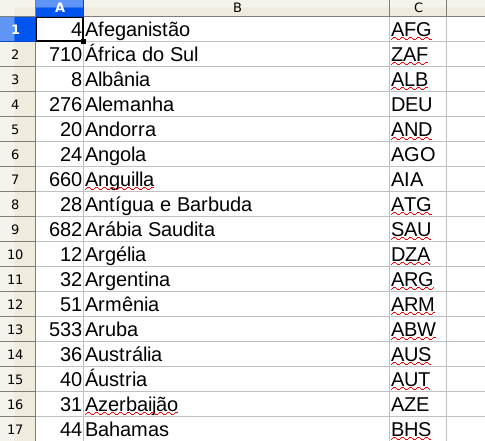 A B C
1 4 Afeganistão AFG
2 710 África do Sul ZAF
3 8 Albânia ALB
4 276 Alemanha DEU
5 20 Andorra AND
6 24 Angola AGO
7 660 Anguilla AIA
8 28 Antígua e Barbuda ATG
9 682 Arábia Saudita SAU
10 12 Argélia DZA
11 32 Argentina ARG
12 51 Armênia ARM
13 533 Aruba ABW
14 36 Austrália AUS
15 40 Áustria AUT
16 31 Azerbaijão AZE
17 44 Bahamas BHS